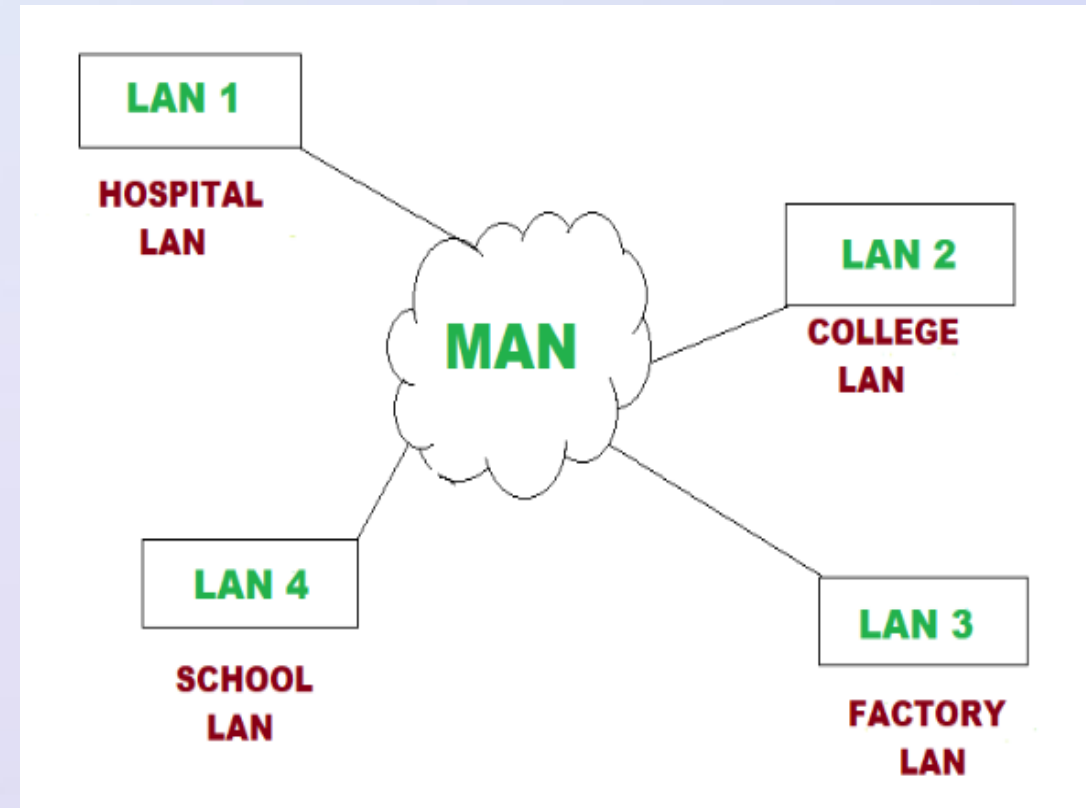 LAN 1
HOSPITAL
LAN
LAN 2
COLLEGE
LAN
MAN
LAN 4
SCHOOL
LAN
LAN 3
FACTORY
LAN